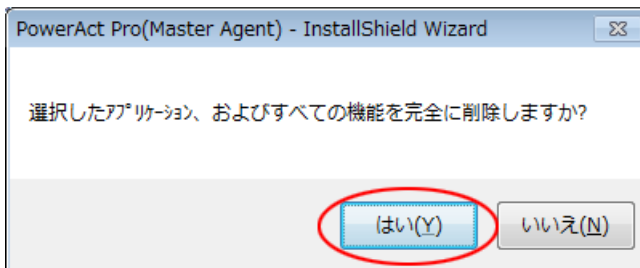 PowerAct Pro(Master Agent) - InstallShield Wizard
選択したｱﾌﾟﾘｹｰｼｮﾝ、およびすべての機能を完全に削除しますか?
はい(Y)
いいえ(N)